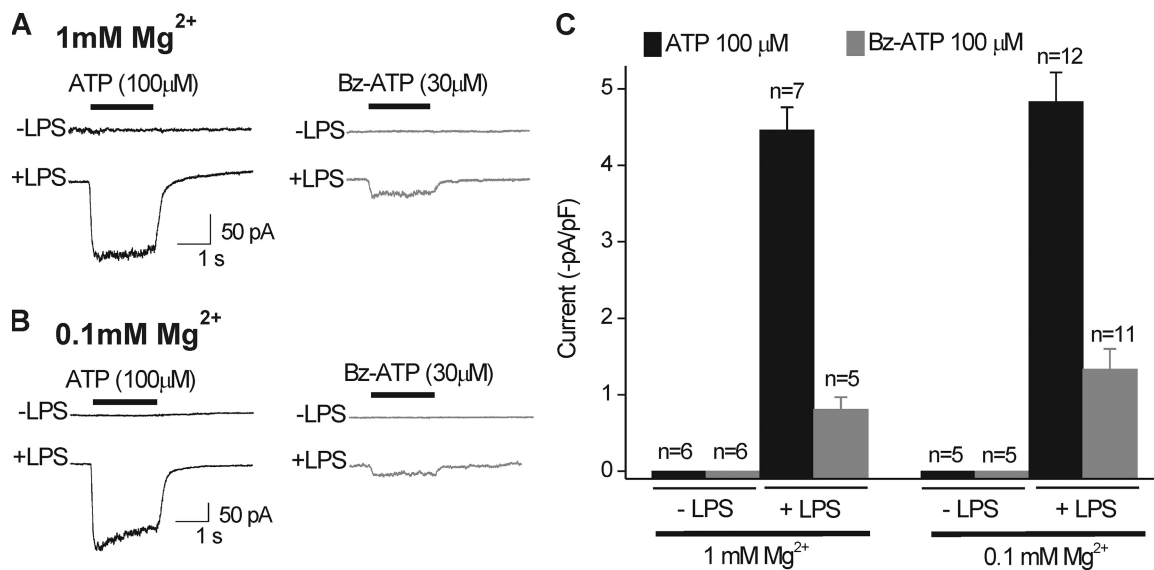 A
1mM Mg2+
ATP (100μM)
Bz-ATP (30μM)
-LPS
-LPS
+LPS
+LPS
50 pA
1 s
B
0.1mM Mg2+
ATP (100μM)
Bz-ATP (30μM)
-LPS
-LPS
+LPS
+LPS
50 pA
1 s
C
ATP 100 μM
Bz-ATP 100 μM
Current (-pA/pF)
5
4
3
2
1
0
n=6
n=6
n=7
n=5
n=5
n=5
n=12
n=11
- LPS
+ LPS
- LPS
+ LPS
1 mM Mg2+
0.1 mM Mg2+